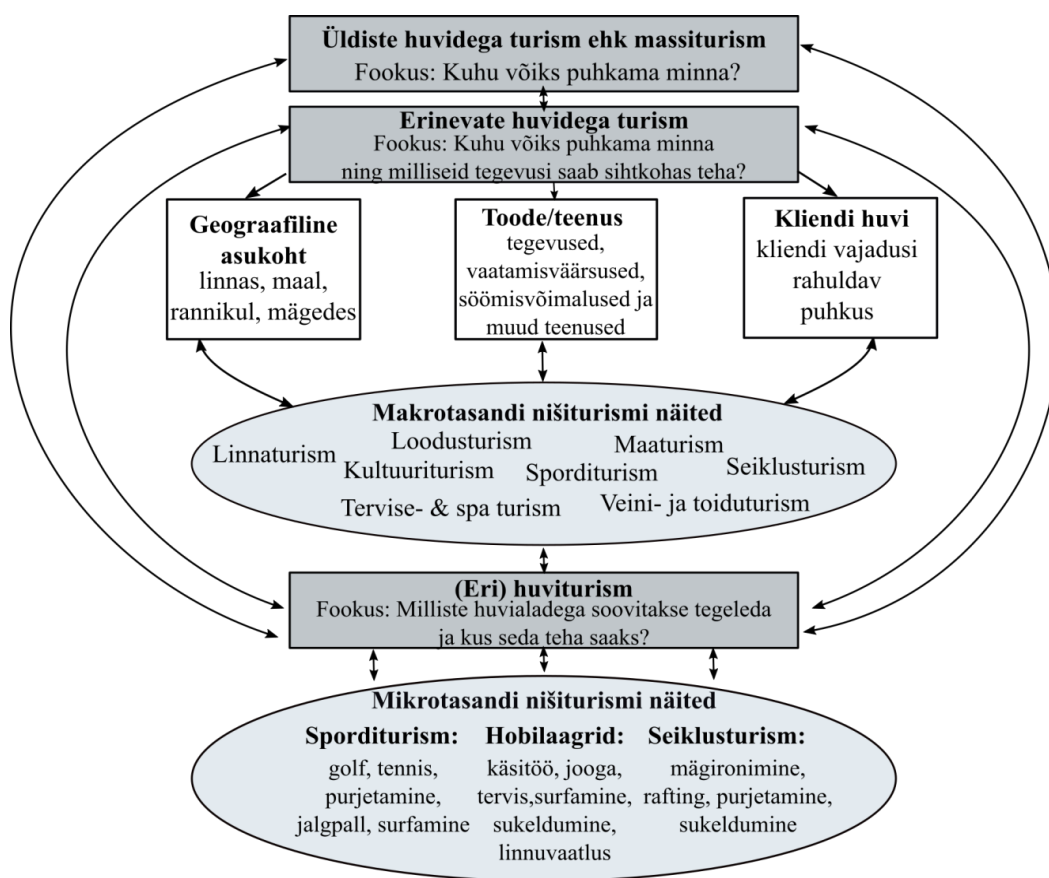 Üldiste huvidega turism ehk massiturism
Fookus: Kuhu võiks puhkama minna?
Erinevate huvidega turism
Fookus: Kuhu võiks puhkama minna
ning milliseid tegevusi saab sihtkohas teha?
Geograafiline
asukoht
linnas, maal,
rannikul, mägedes
Toode/teenus
tegevused,
vaatamisväärsused,
söömisvõimalused ja
muud teenused
Kliendi huvi
kliendi vajadusi
rahuldav
puhkus
Makrotasandi nišiturismi näited
Linnaturism
Loodusturism
Maaturism
Kultuuriturism
Sporditurism
Seiklusturism
Tervise- & spa turism
Veini- ja toiduturism
(Eri) huviturism
Fookus: Milliste huvialadega soovitakse tegeleda
ja kus seda teha saaks?
Mikrotasandi nišiturismi näited
Sporditurism:
golf, tennis,
purjetamine,
jalgpall, surfamine
Hobilaagrid:
käsitöö, jooga,
tervis,surfamine,
sukeldumine,
linnuvaatlus
Seiklusturism:
mägironimine,
rafting, purjetamine,
sukeldumine